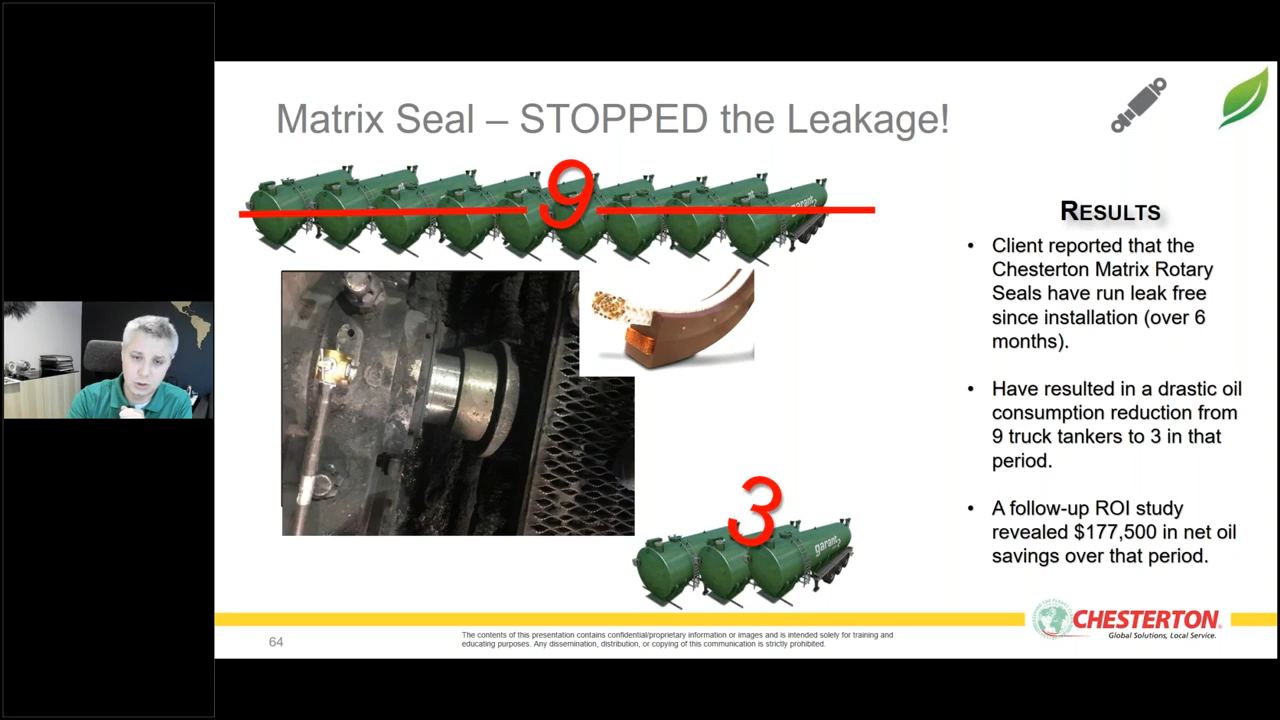 Matrix Seal – STOPPED the Leakage!
9
garant
RESULTS
• Client reported that the
Chesterton Matrix Rotary
Seals have run leak free
since installation (over 6
months).
• Have resulted in a drastic oil
consumption reduction from
9 truck tankers to 3 in that
period.
• A follow-up ROI study
revealed $177,500 in net oil
savings over that period.
3
garant
CHESTERTON®
Global Solutions, Local Service.
64
The contents of this presentation contains confidential/proprietary information or images and is intended solely for training and
educating purposes. Any dissemination, distribution, or copying of this communication is strictly prohibited.